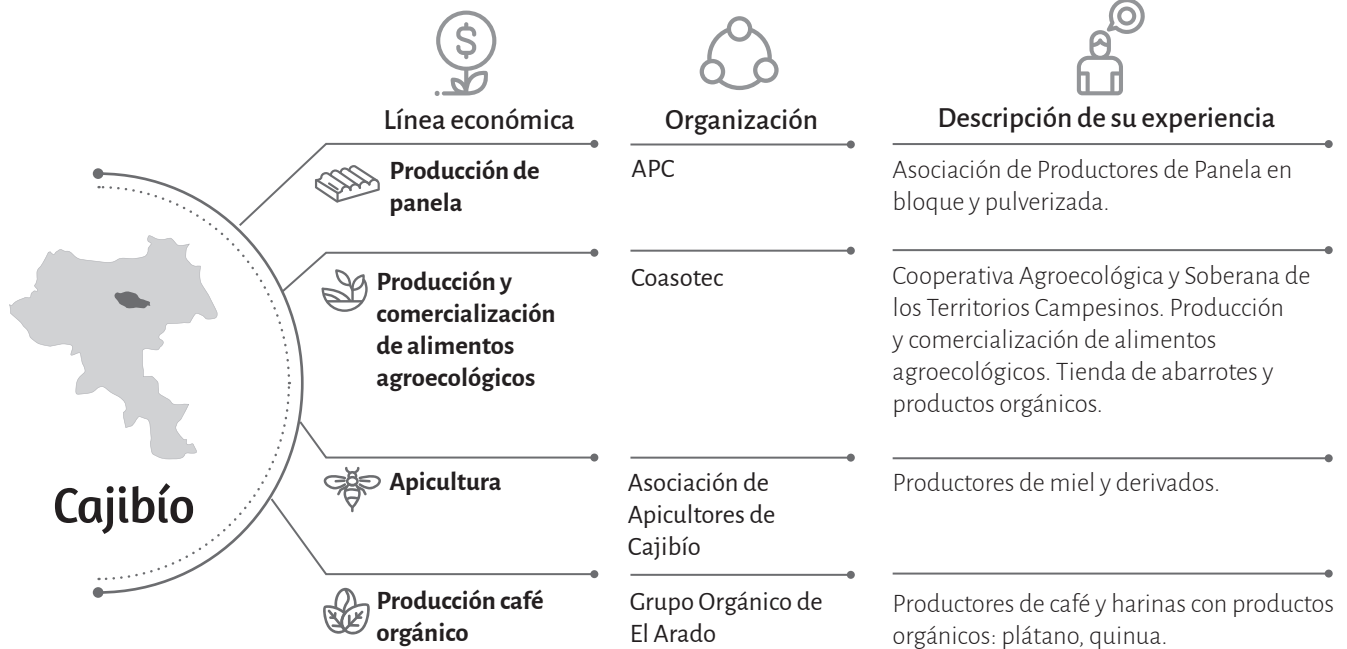 Línea económica
Organización
Descripción de su experiencia
Producción de
panela
APC
Asociación de Productores de Panela en
bloque y pulverizada.
Producción y
comercialización
de alimentos
agroecológicos
Coasotec
Cooperativa Agroecológica y Soberana de
los Territorios Campesinos. Producción
y comercialización de alimentos
agroecológicos. Tienda de abarrotes y
productos orgánicos.
Cajibío
Apicultura
Asociación de
Apicultores de
Cajibío
Productores de miel y derivados.
Producción café
orgánico
Grupo Orgánico de
El Arado
Productores de café y harinas con productos
orgánicos: plátano, quinua.